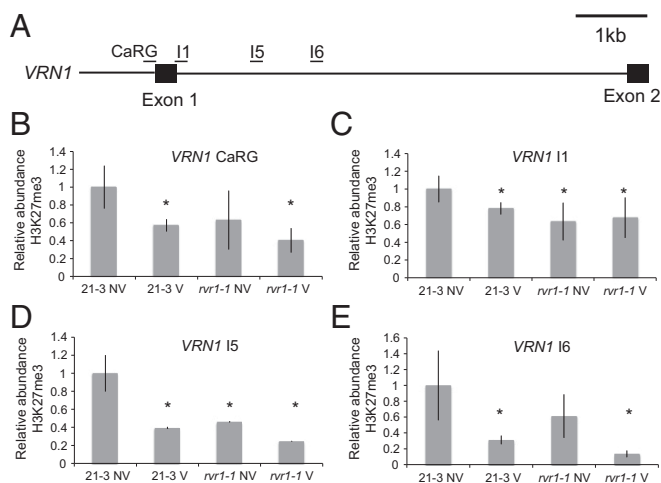 A
1kb
CaRG I1 I5 I6
VRN1
Exon 1 Exon 2
B
VRN1 CaRG
Relative abundance
H3K27me3
1.4
1.2
1
0.8
0.6
0.4
0.2
0
* *
21-3 NV 21-3 V rvr1-1 NV rvr1-1 V
C
VRN1 I1
Relative abundance
H3K27me3
1.4
1.2
1
0.8
0.6
0.4
0.2
0
* * *
21-3 NV 21-3 V rvr1-1 NV rvr1-1 V
D
VRN1 I5
Relative abundance
H3K27me3
1.4
1.2
1
0.8
0.6
0.4
0.2
0
* * *
21-3 NV 21-3 V rvr1-1 NV rvr1-1 V
E
VRN1 I6
Relative abundance
H3K27me3
1.6
1.4
1.2
1
0.8
0.6
0.4
0.2
0
* *
21-3 NV 21-3 V rvr1-1 NV rvr1-1 V